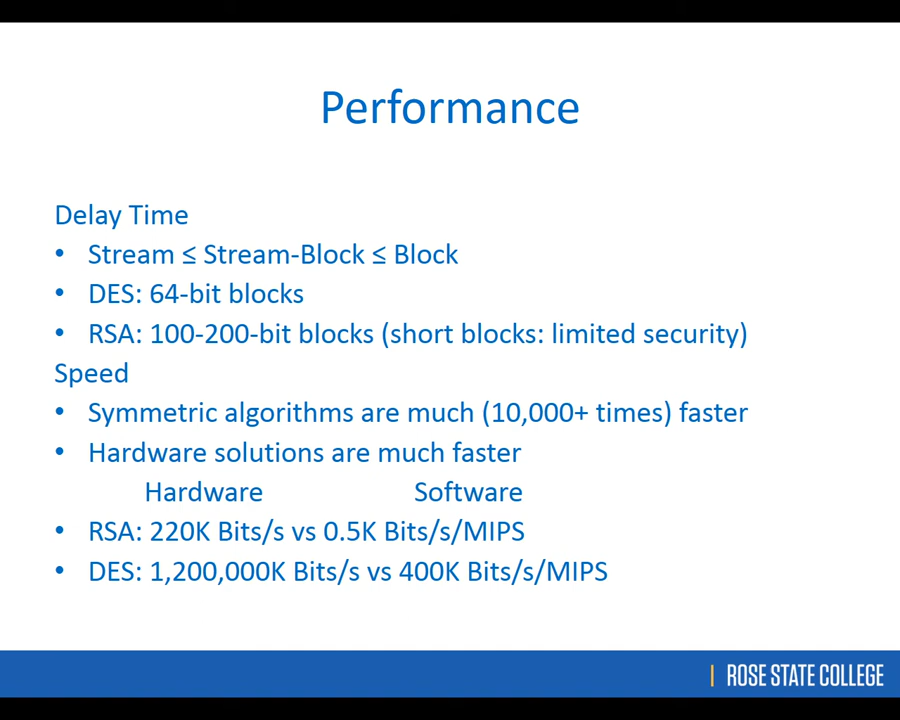 Performance
Delay Time
• Stream ≤ Stream-Block ≤ Block
• DES: 64-bit blocks
• RSA: 100-200-bit blocks (short blocks: limited security)
Speed
• Symmetric algorithms are much (10,000+ times) faster
• Hardware solutions are much faster
Hardware Software
• RSA: 220K Bits/s vs 0.5K Bits/s/MIPS
• DES: 1,200,000K Bits/s vs 400K Bits/s/MIPS
ROSE STATE COLLEGE